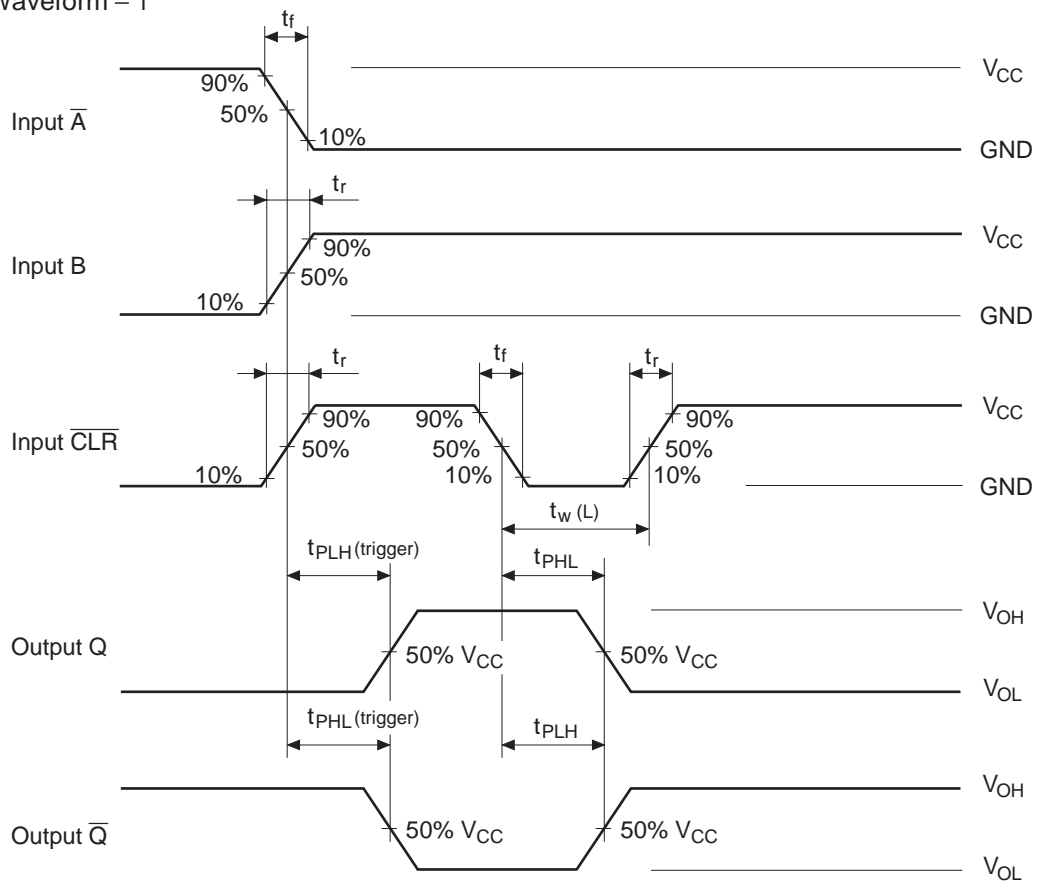 Waveform – 1
tf
90%
VCC
50%
Input A̅
10%
GND
tr
VCC
90%
Input B
50%
10%
GND
tr
tf
tr
VCC
90%
90%
90%
Input C̅L̅R̅
50%
50%
50%
10%
10%
10%
GND
tw (L)
tPLH (trigger)
tPHL
VOH
Output Q
50% VCC
50% VCC
VOL
tPHL (trigger)
tPLH
VOH
Output Q̅
50% VCC
50% VCC
VOL